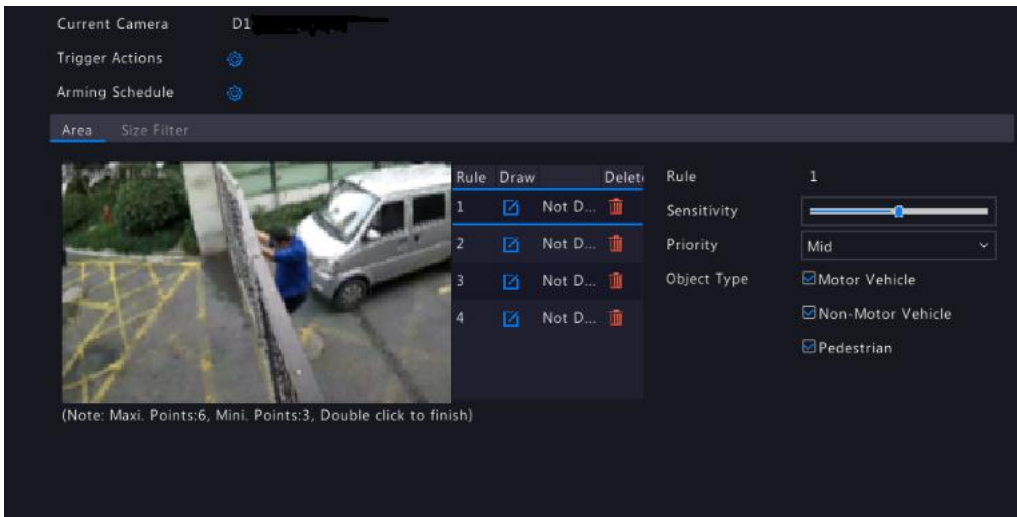 Current Camera D1
Trigger Actions
Arming Schedule
Area Size Filter
Rule Draw Delet
1 Not D...
2 Not D...
3 Not D...
4 Not D...
Rule 1
Sensitivity
Priority Mid
Object Type Motor Vehicle
Non-Motor Vehicle
Pedestrian
(Note: Maxi. Points:6, Mini. Points:3, Double click to finish)